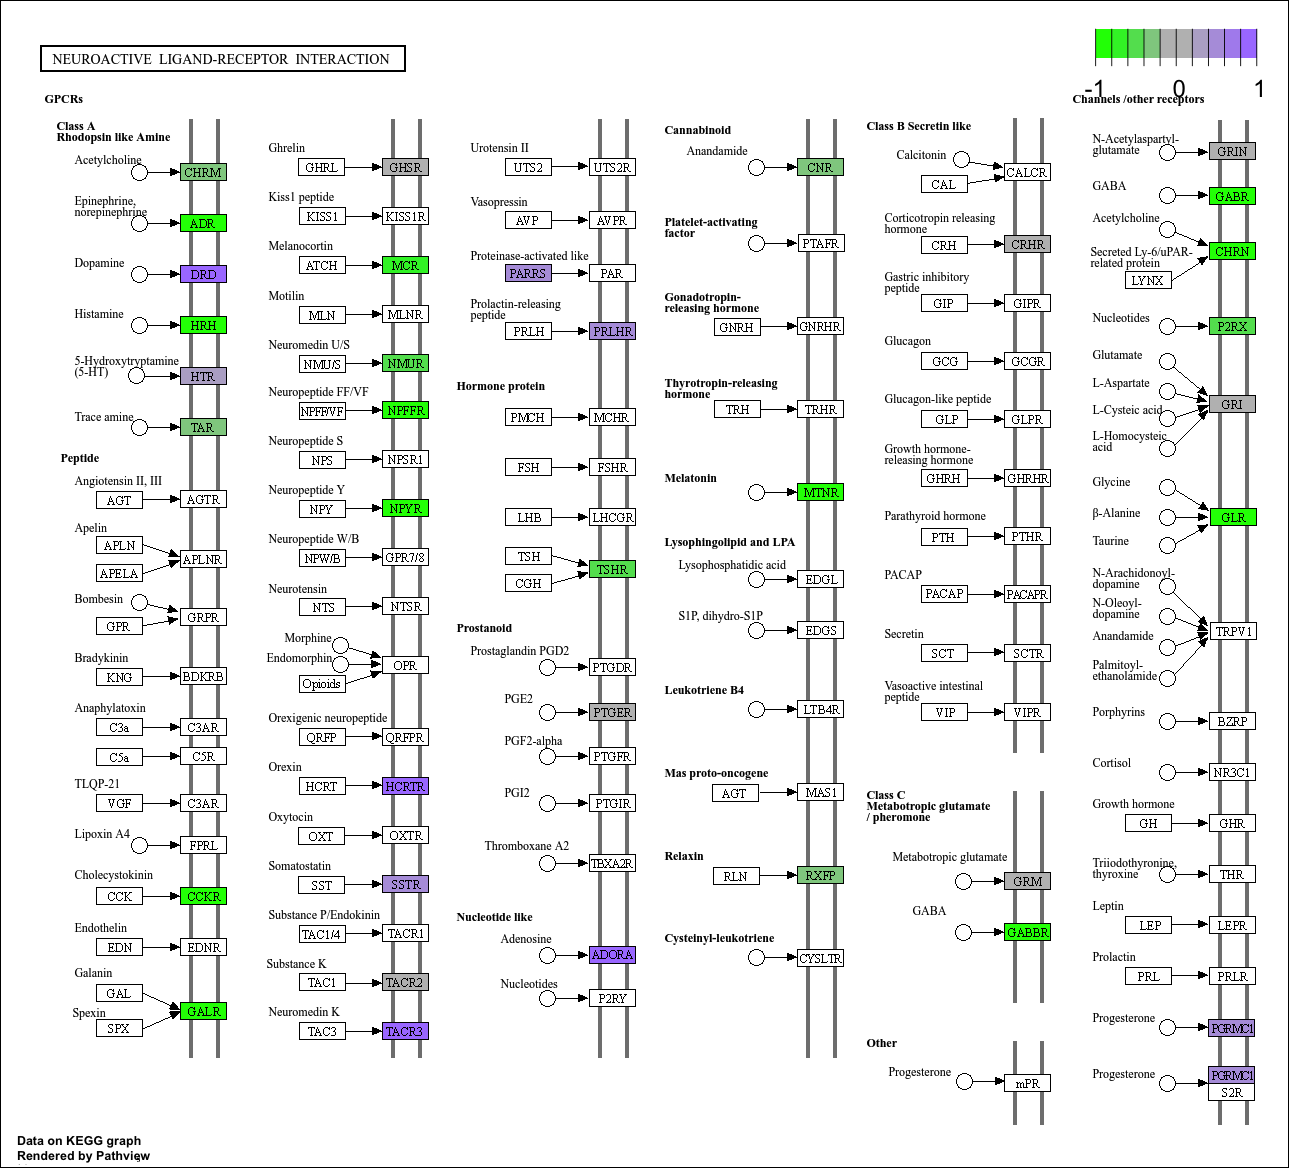 NEUROACTIVE LIGAND-RECEPTOR INTERACTION
-1 0 1
GPCRs
Class A
Rhodopsin like Amine
Acetylcholine
CHRM
Epinephrine,
norepinephrine
ADR
Dopamine
DRD
Histamine
HRH
5-Hydroxytryptamine
(5-HT)
HTR
Trace amine
TAR
Peptide
Angiotensin II, III
AGT AGTR
Apelin
APLN
APLNR
APELA
Bombesin
GRPR
GPR
Bradykinin
KNG BDKRB
Anaphylatoxin
C3a C3AR
C5a C5R
TLQP-21
VGF C3AR
Lipoxin A4
FPRL
Cholecystokinin
CCK CCKR
Endothelin
EDN EDNR
Galanin
GAL
GALR
Spexin
SPX
Ghrelin
GHRL GHSR
Kiss1 peptide
KISS1 KISS1R
Melanocortin
ATCH MCR
Motilin
MLN MLNR
Neuromedin U/S
NMU/S NMUR
Neuropeptide FF/VF
NPFF/VF NPFFR
Neuropeptide S
NPS NPSR1
Neuropeptide Y
NPY NPYR
Neuropeptide W/B
NPW/B GPR7/8
Neurotensin
NTS NTSR
Morphine
Endomorphin
OPR
Opioids
Orexigenic neuropeptide
QRFP QRFPR
Orexin
HCRT HCRTR
Oxytocin
OXT OXTR
Somatostatin
SST SSTR
Substance P/Endokinin
TAC1/4 TACR1
Substance K
TAC1 TACR2
Neuromedin K
TAC3 TACR3
Urotensin II
UTS2 UTS2R
Vasopressin
AVP AVPR
Proteinase-activated like
PARRS PAR
Prolactin-releasing
peptide
PRLH PRLHR
Hormone protein
PMCH MCHR
FSH FSHR
LHB LHCGR
TSH
TSHR
CGH
Prostanoid
Prostaglandin PGD2
PTGDR
PGE2
PTGER
PGF2-alpha
PTGFR
PGI2
PTGIR
Thromboxane A2
TBXA2R
Nucleotide like
Adenosine
ADORA
Nucleotides
P2RY
Cannabinoid
Anandamide
CNR
Platelet-activating
factor
PTAFR
Gonadotropin-
releasing hormone
GNRH GNRHR
Thyrotropin-releasing
hormone
TRH TRHR
Melatonin
MTNR
Lysophingolipid and LPA
Lysophosphatidic acid
EDGL
S1P, dihydro-S1P
EDGS
Leukotriene B4
LTB4R
Mas proto-oncogene
AGT MAS1
Relaxin
RLN RXFP
Cysteinyl-leukotriene
CYSLTR
Class B Secretin like
Calcitonin
CALCR
CAL
Corticotropin releasing
hormone
CRH CRHR
Gastric inhibitory
peptide
GIP GIPR
Glucagon
GCG GCGR
Glucagon-like peptide
GLP GLPR
Growth hormone-
releasing hormone
GHRH GHRHR
Parathyroid hormone
PTH PTHR
PACAP
PACAP PACAPR
Secretin
SCT SCTR
Vasoactive intestinal
peptide
VIP VIPR
Class C
Metabotropic glutamate
/ pheromone
Metabotropic glutamate
GRM
GABA
GABBR
Other
Progesterone
mPR
Channels /other receptors
N-Acetylaspartyl-
glutamate
GRIN
GABA
GABR
Acetylcholine
CHRN
Secreted Ly-6/uPAR-
related protein
LYNX
Nucleotides
P2RX
Glutamate
L-Aspartate
GRI
L-Cysteic acid
L-Homocysteic
acid
Glycine
β-Alanine
GLR
Taurine
N-Arachidonoyl-
dopamine
N-Oleoyl-
dopamine
TRPV1
Anandamide
Palmitoyl-
ethanolamide
Porphyrins
BZRP
Cortisol
NR3C1
Growth hormone
GH GHR
Triiodothyronine,
thyroxine
THR
Leptin
LEP LEPR
Prolactin
PRL PRLR
Progesterone
PGRMC1
Progesterone
PGRMC1
S2R
Data on KEGG graph
Rendered by Pathview